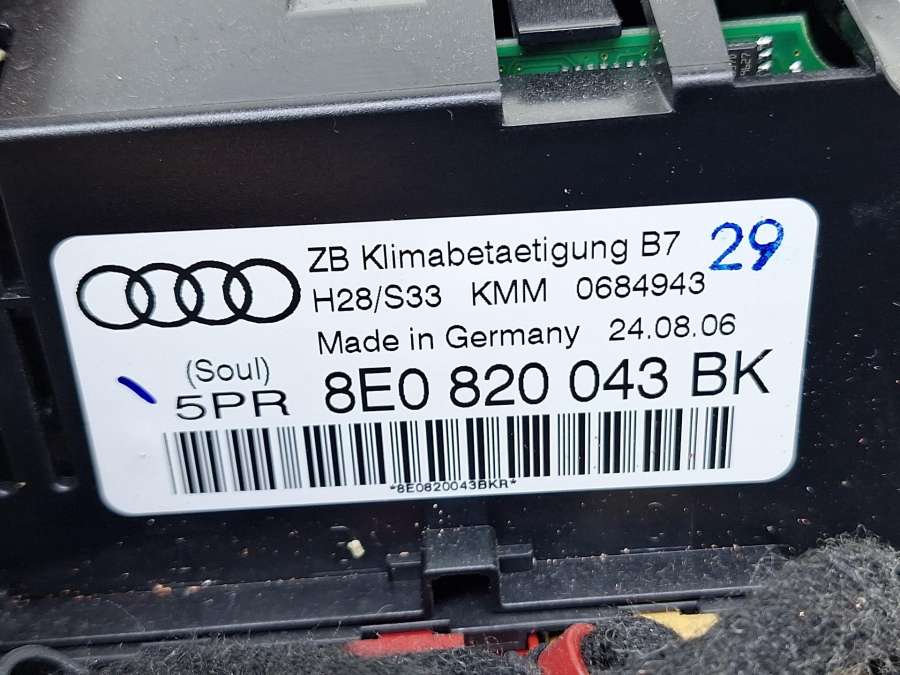 ZB Klimabetaetigung B7
29
H28/S33 KMM 0684943
Made in Germany 24.08.06
(Soul)
5PR 8E0 820 043 BK
*8E0820043BKR*